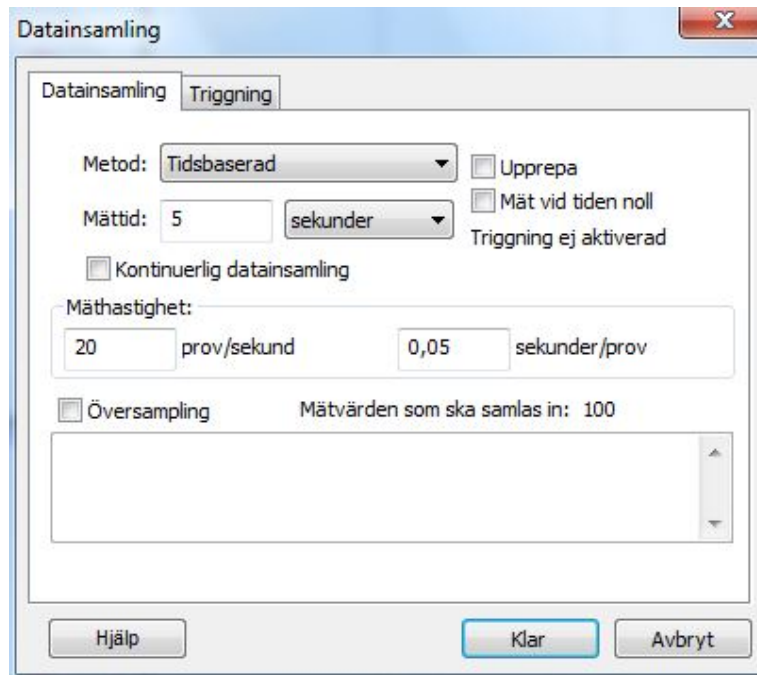 Datainsamling
Datainsamling Triggning
Metod: Tidsbaserad Upprepa
Mät vid tiden noll
Mättid: 5 sekunder
Triggning ej aktiverad
Kontinuerlig datainsamling
Mäthastighet:
20 prov/sekund 0,05 sekunder/prov
Översampling Mätvärden som ska samlas in: 100
Hjälp Klar Avbryt